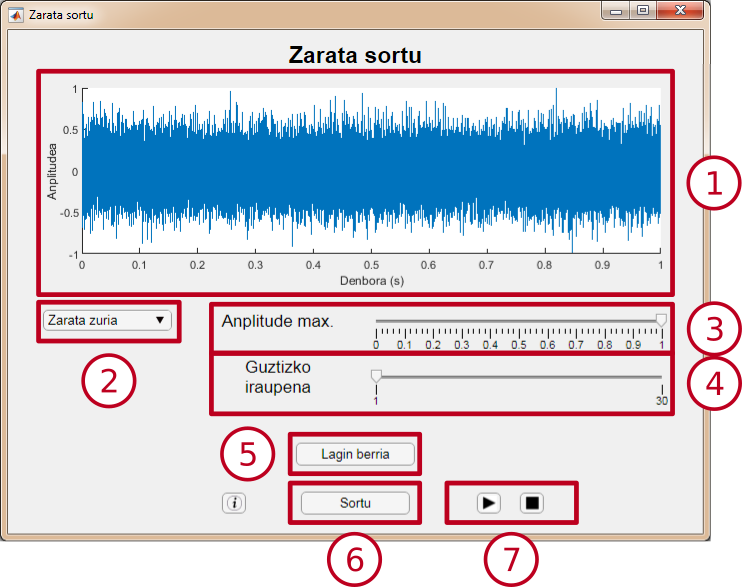 Zarata sortu
Zarata sortu
1
0.5
0
-0.5
-1
Anplitudea
0 0.1 0.2 0.3 0.4 0.5 0.6 0.7 0.8 0.9 1
Denbora (s)
1
Zarata zuria
2
Anplitude max.
0 0.1 0.2 0.3 0.4 0.5 0.6 0.7 0.8 0.9 1
3
Guztizko
iraupena
1 30
4
5
Lagin berria
i
Sortu
6
7